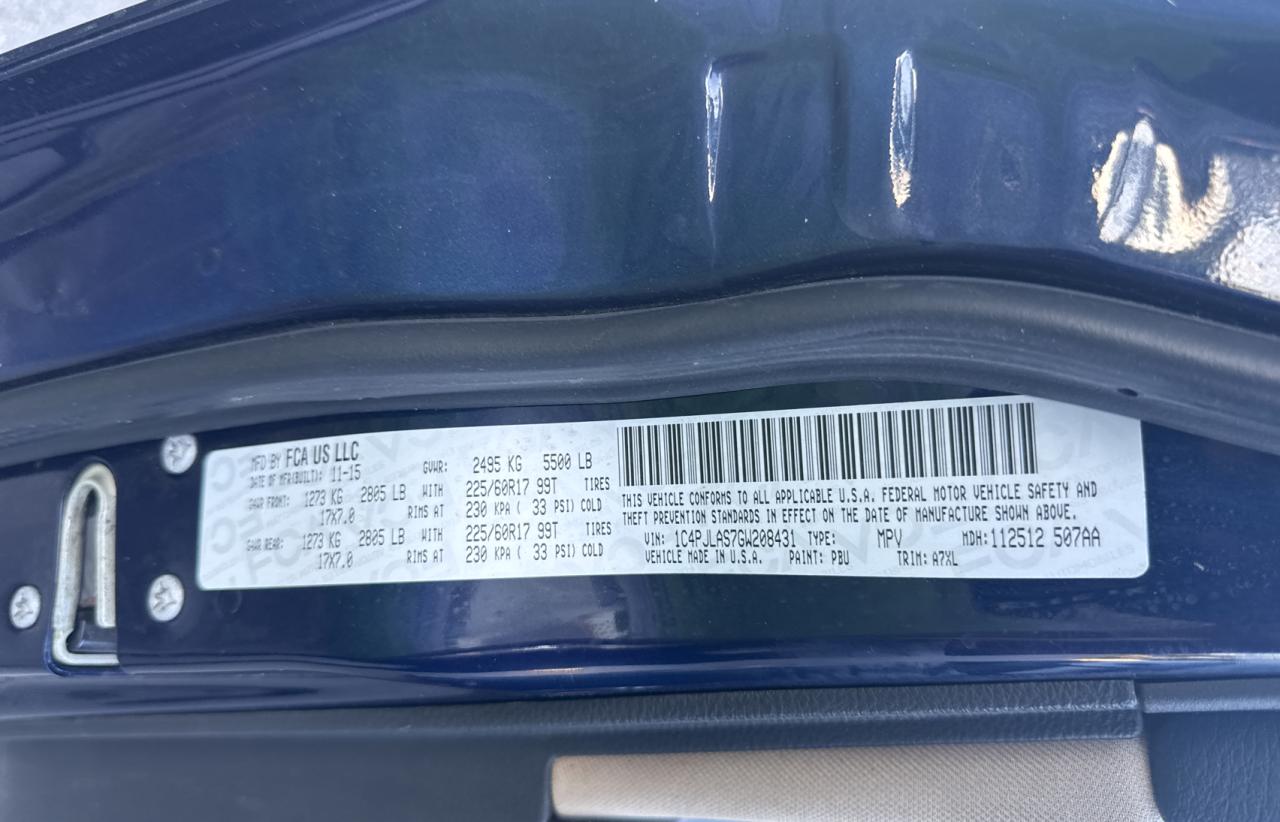 MFD BY FCA US LLC
DATE OF MFR(BUILT): 11-15
GVWR: 2495 KG 5500 LB
GAWR FRONT: 1273 KG 2805 LB WITH 225/60R17 99T TIRES
17X7.0 RIMS AT 230 KPA ( 33 PSI) COLD
GAWR REAR: 1273 KG 2805 LB WITH 225/60R17 99T TIRES
17X7.0 RIMS AT 230 KPA ( 33 PSI) COLD
THIS VEHICLE CONFORMS TO ALL APPLICABLE U.S.A. FEDERAL MOTOR VEHICLE SAFETY AND
THEFT PREVENTION STANDARDS IN EFFECT ON THE DATE OF MANUFACTURE SHOWN ABOVE.
VIN: 1C4PJLAS7GW208431 TYPE: MPV MDH: 112512 507AA
VEHICLE MADE IN U.S.A. PAINT: PBU TRIM: A7XL